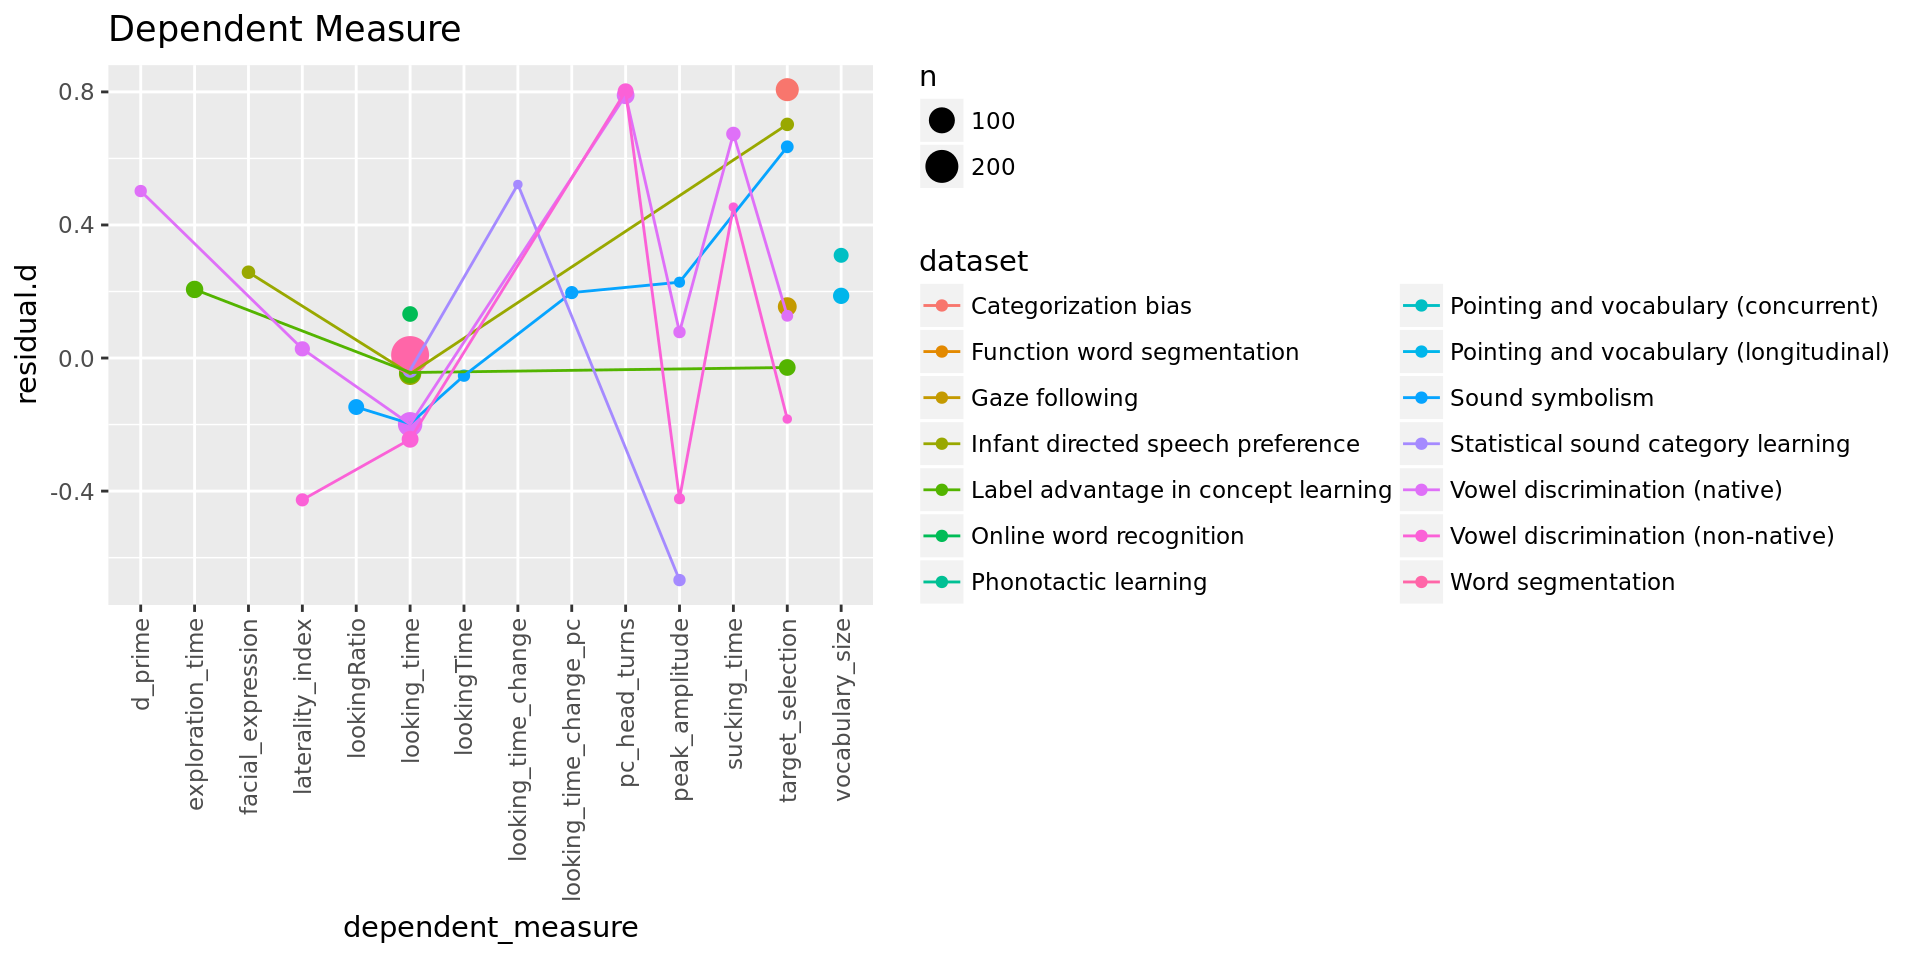 Dependent Measure
residual.d
0.8
0.4
0.0
-0.4
d_prime
exploration_time
facial_expression
laterality_index
lookingRatio
looking_time
lookingTime
looking_time_change
looking_time_change_pc
pc_head_turns
peak_amplitude
sucking_time
target_selection
vocabulary_size
dependent_measure
n
100
200
dataset
Categorization bias
Function word segmentation
Gaze following
Infant directed speech preference
Label advantage in concept learning
Online word recognition
Phonotactic learning
Pointing and vocabulary (concurrent)
Pointing and vocabulary (longitudinal)
Sound symbolism
Statistical sound category learning
Vowel discrimination (native)
Vowel discrimination (non-native)
Word segmentation